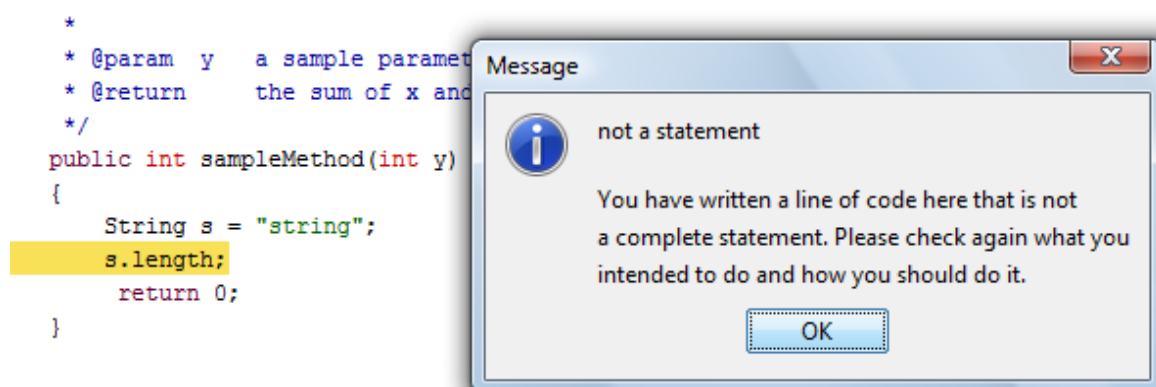 *
* @param y a sample paramet
* @return the sum of x and
*/
public int sampleMethod(int y)
{
String s = "string";
s.length;
return 0;
}
Message
X
not a statement
You have written a line of code here that is not
a complete statement. Please check again what you
intended to do and how you should do it.
OK